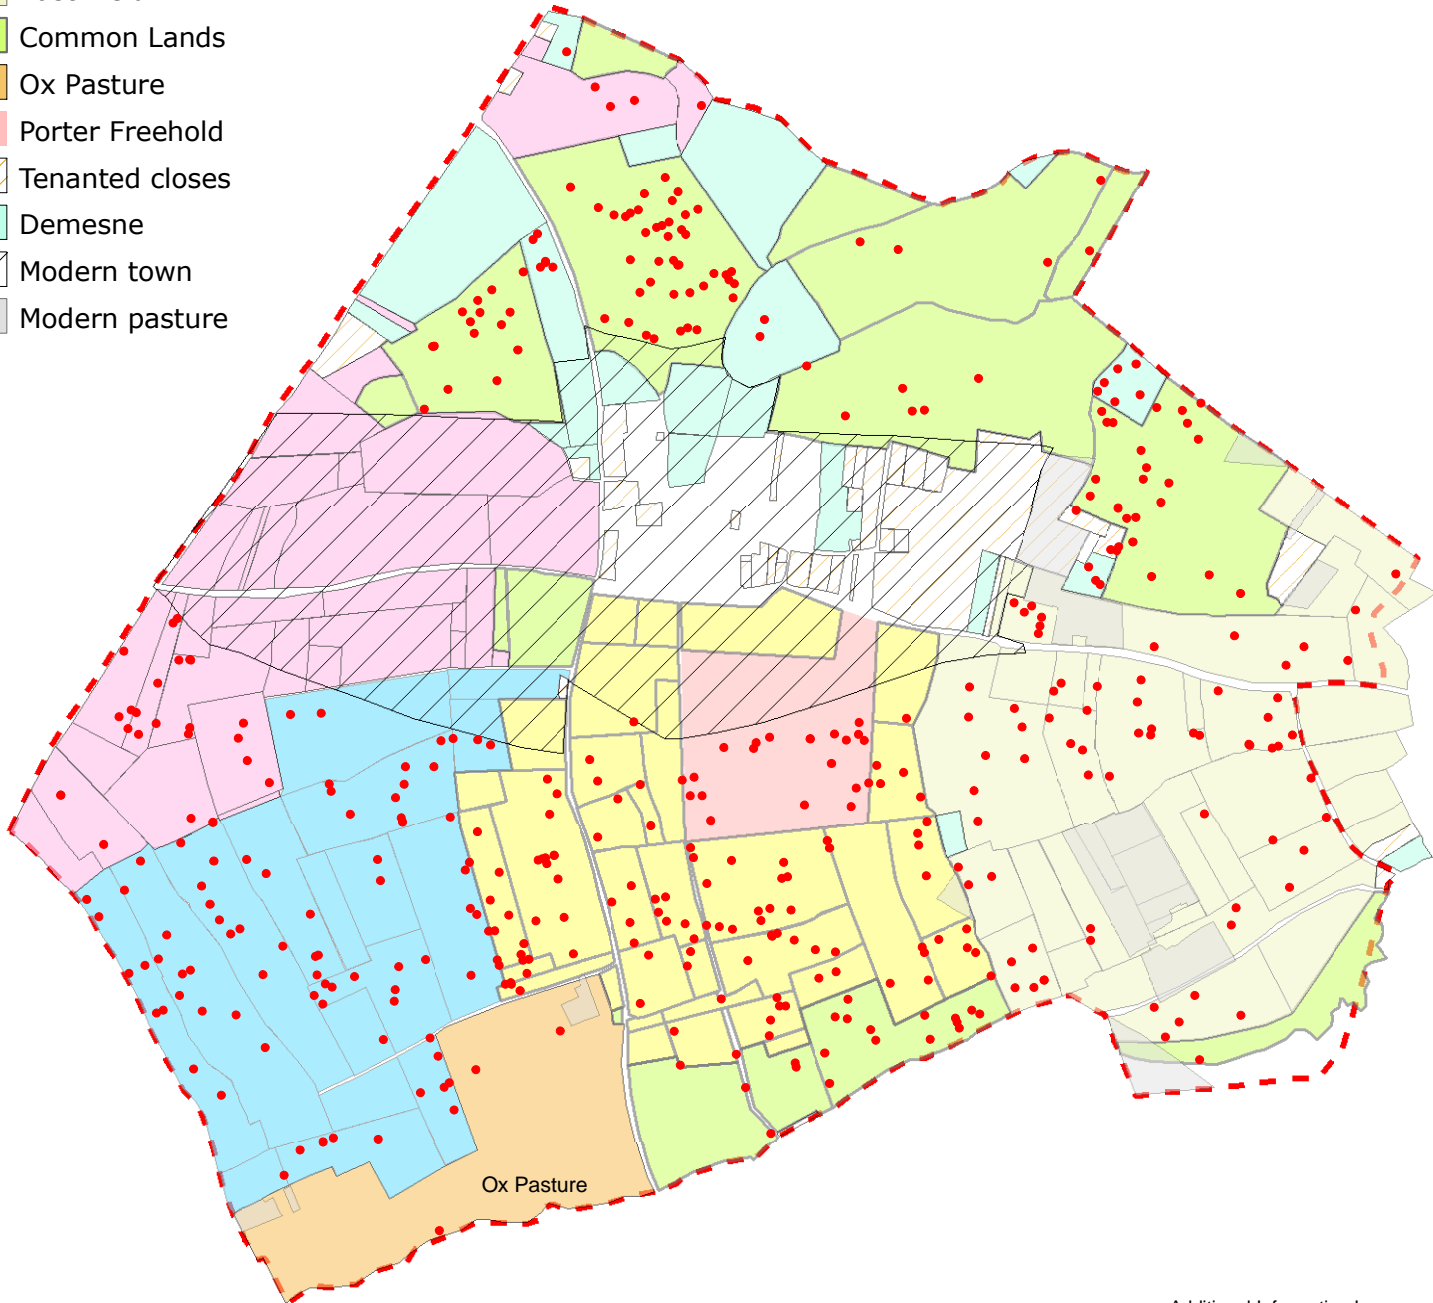 Common Lands
Ox Pasture
Porter Freehold
Tenanted closes
Demesne
Modern town
Modern pasture
Ox Pasture